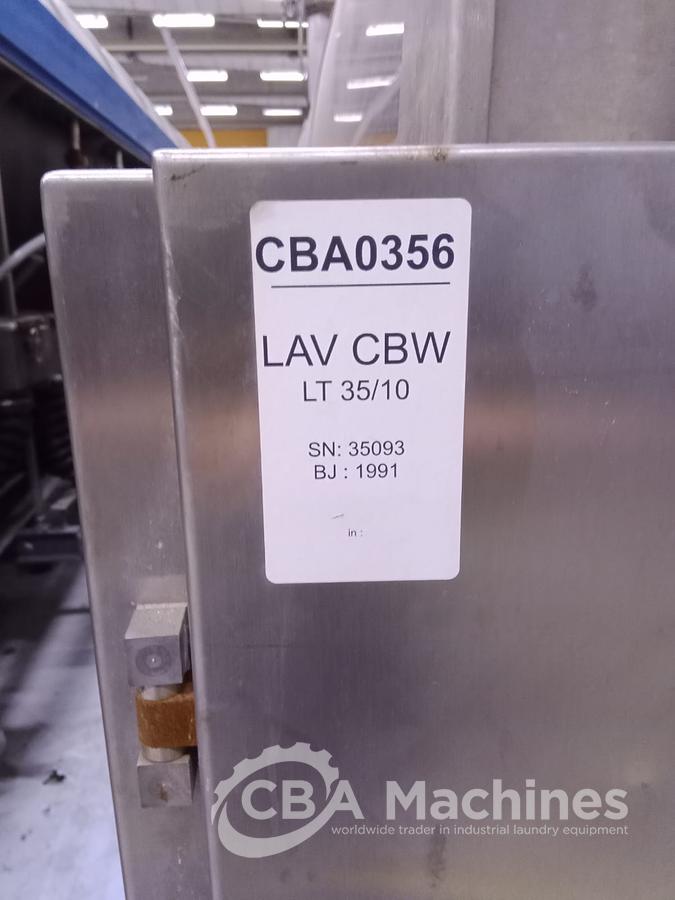 CBA0356
LAV CBW
LT 35/10
SN: 35093
BJ : 1991
in :
CBA Machines
worldwide trader in industrial laundry equipment